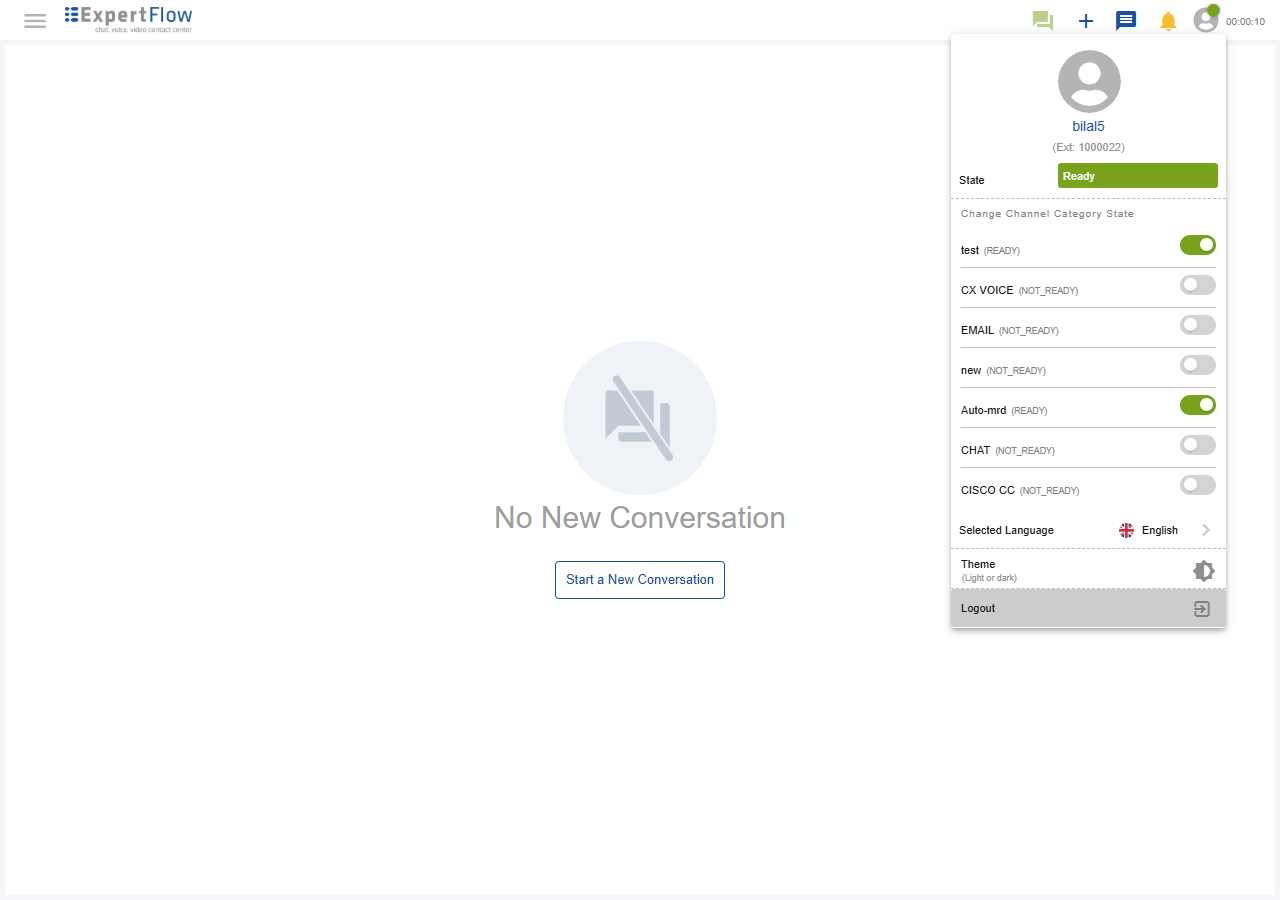 ExpertFlow
chat, voice, video contact center
00:00:10
bilal5
(Ext: 1000022)
State
Ready
Change Channel Category State
test (READY)
CX VOICE (NOT_READY)
EMAIL (NOT_READY)
new (NOT_READY)
Auto-mrd (READY)
CHAT (NOT_READY)
CISCO CC (NOT_READY)
Selected Language English
Theme
(Light or dark)
Logout
No New Conversation
Start a New Conversation